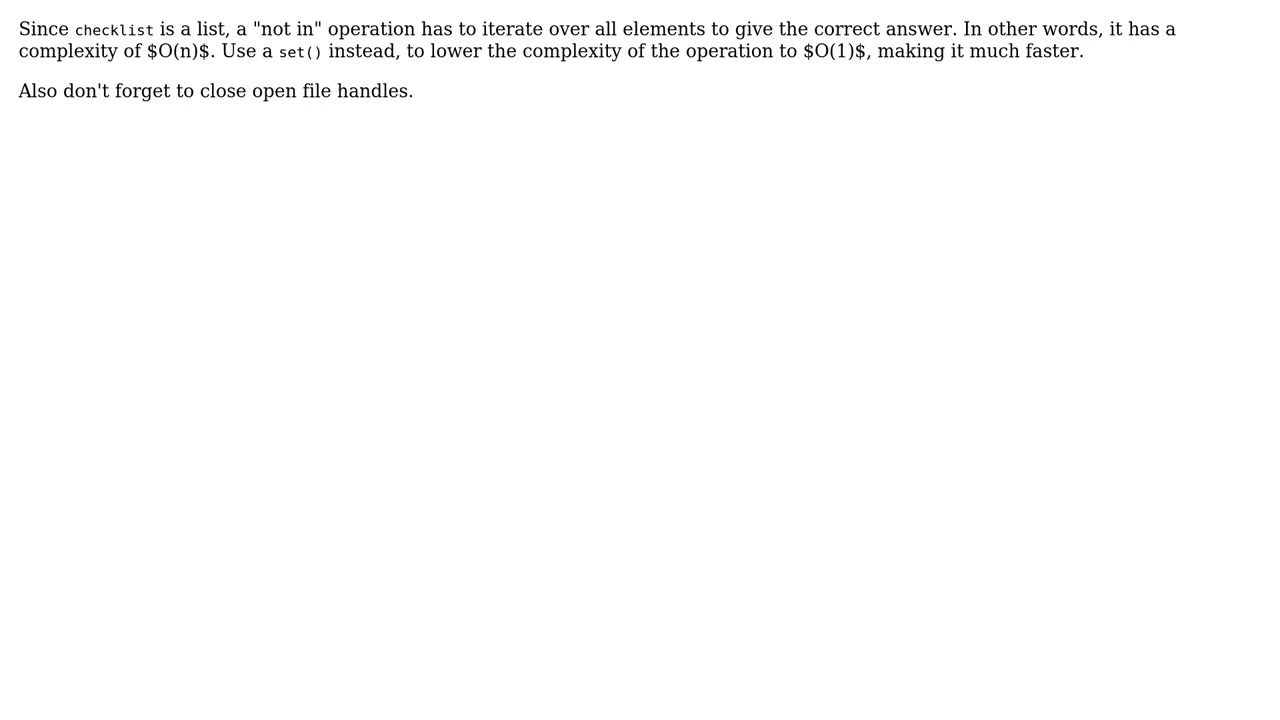 Since checklist is a list, a "not in" operation has to iterate over all elements to give the correct answer. In other words, it has a
complexity of $O(n)$. Use a set() instead, to lower the complexity of the operation to $O(1)$, making it much faster.
Also don't forget to close open file handles.